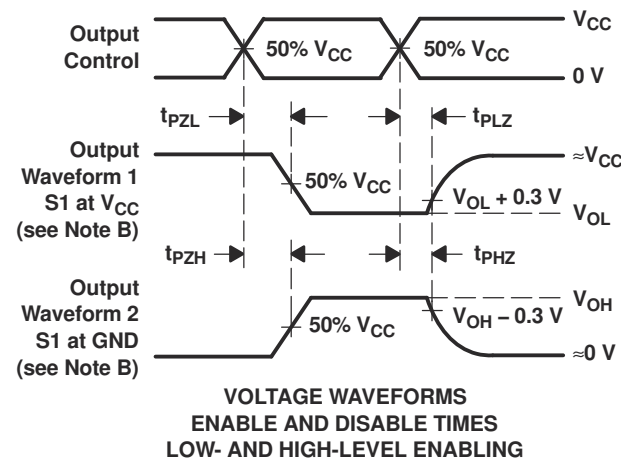 Output
Control
50% VCC
50% VCC
VCC
0 V
tPZL
tPLZ
Output
Waveform 1
S1 at VCC
(see Note B)
50% VCC
VOL + 0.3 V
≈VCC
VOL
tPZH
tPHZ
Output
Waveform 2
S1 at GND
(see Note B)
50% VCC
VOH − 0.3 V
VOH
≈0 V
VOLTAGE WAVEFORMS
ENABLE AND DISABLE TIMES
LOW- AND HIGH-LEVEL ENABLING